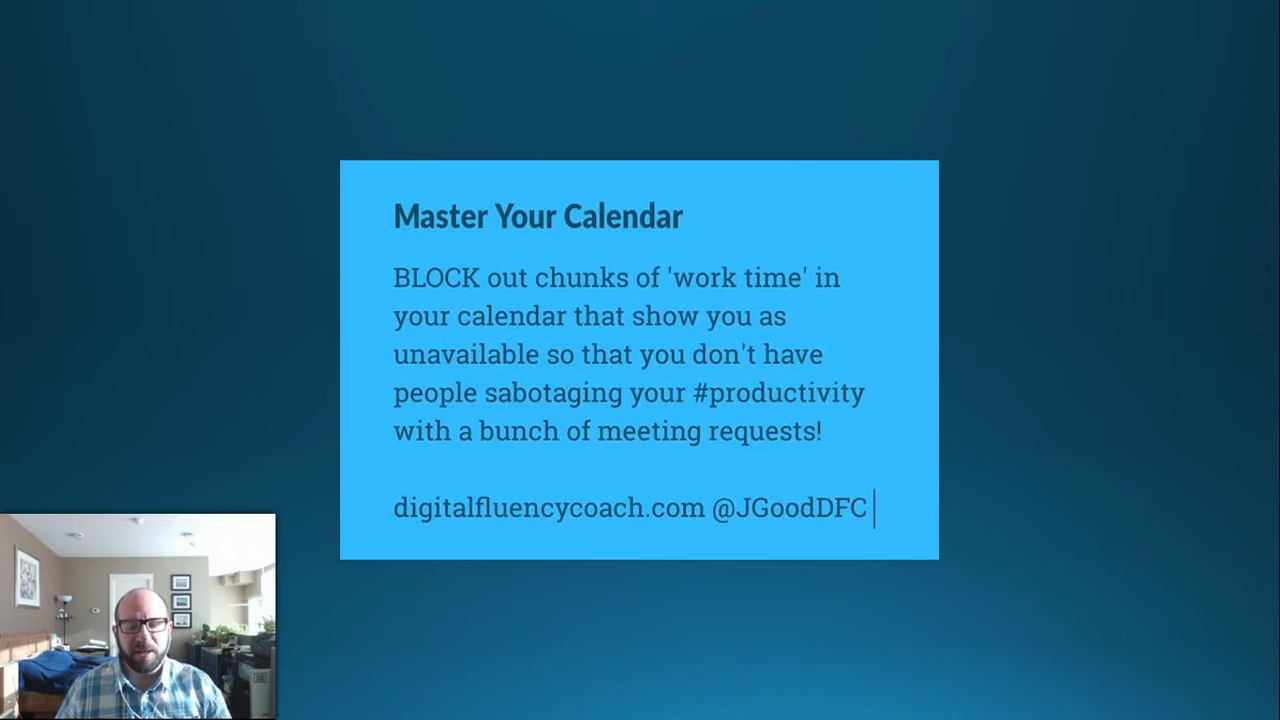 Master Your Calendar
BLOCK out chunks of 'work time' in
your calendar that show you as
unavailable so that you don't have
people sabotaging your #productivity
with a bunch of meeting requests!
digitalfluencycoach.com @JGoodDFC